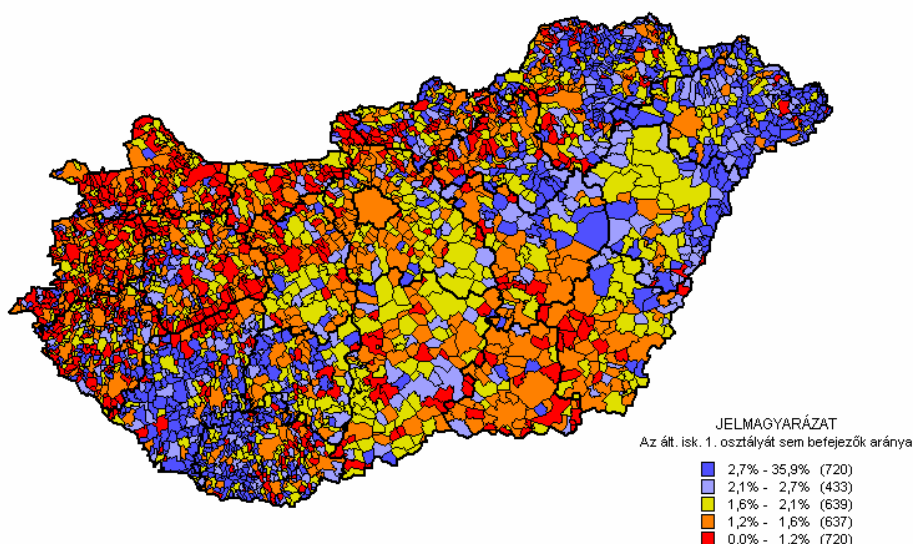 JELMAGYARÁZAT
Az ált. isk. 1. osztályát sem befejezők aránya
2,7% - 35,9% (720)
2,1% - 2,7% (433)
1,6% - 2,1% (639)
1,2% - 1,6% (637)
0,0% - 1,2% (720)